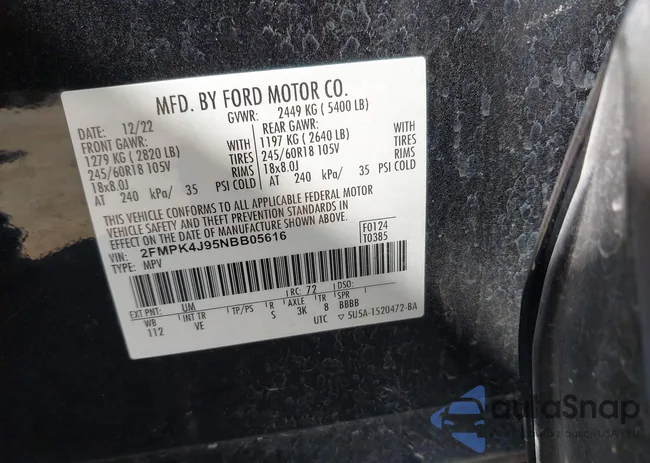 MFD. BY FORD MOTOR CO.
DATE: 12/22 GVWR: 2449 KG ( 5400 LB)
FRONT GAWR: WITH REAR GAWR: WITH
1279 KG ( 2820 LB) TIRES 1197 KG ( 2640 LB) TIRES
245/60R18 105V RIMS 245/60R18 105V RIMS
18x8.0J 18x8.0J
AT 240 kPa/ 35 PSI COLD AT 240 kPa/ 35 PSI COLD
THIS VEHICLE CONFORMS TO ALL APPLICABLE FEDERAL MOTOR
VEHICLE SAFETY AND THEFT PREVENTION STANDARDS IN
EFFECT ON THE DATE OF MANUFACTURE SHOWN ABOVE.
VIN: 2FMPK4J95NBB05616 F0124
TYPE: MPV T0385
EXT PNT: UM RC: 72 DSO:
WB INT TR TP/PS R AXLE TR SPR
112 VE S 3K 8 BBBB
UTC ▽ 5U5A-1520472-BA
autoSnap